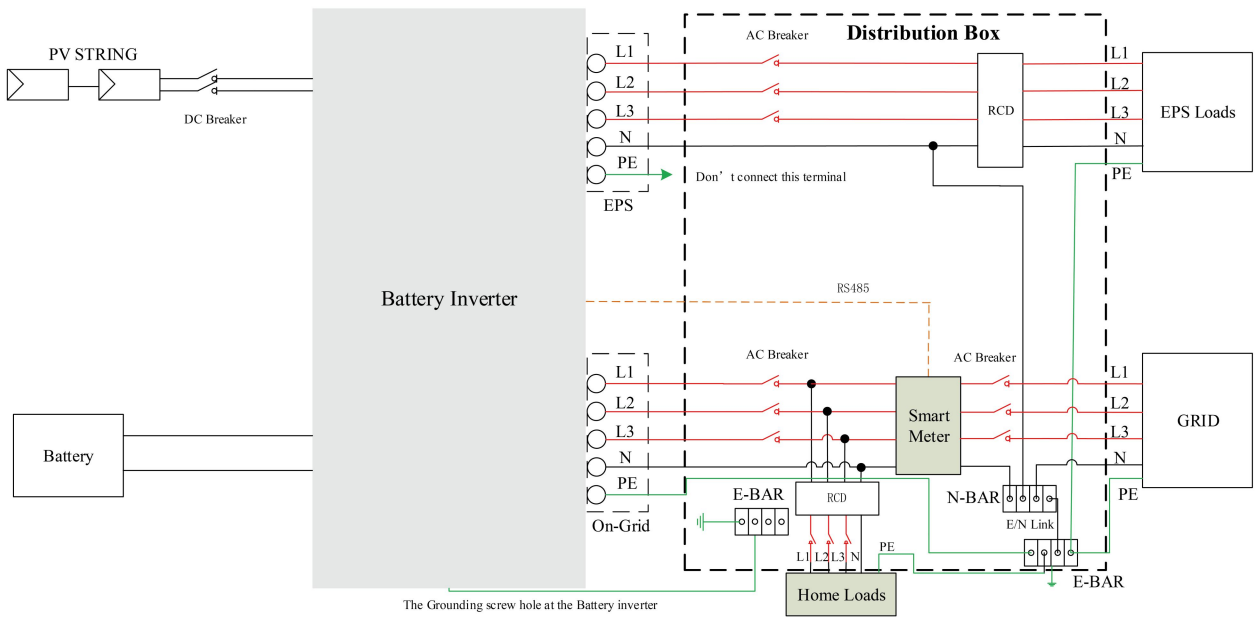 PV STRING
DC Breaker
Battery Inverter
Battery
L1
L2
L3
N
PE
EPS
AC Breaker
Distribution Box
RCD
Don't connect this terminal
L1
L2
L3
N
PE
EPS Loads
RS485
L1
L2
L3
N
PE
On-Grid
AC Breaker
AC Breaker
Smart
Meter
L1
L2
L3
N
PE
GRID
E-BAR
RCD
N-BAR
E/N Link
L1 L2 L3 N
PE
E-BAR
Home Loads
The Grounding screw hole at the Battery inverter